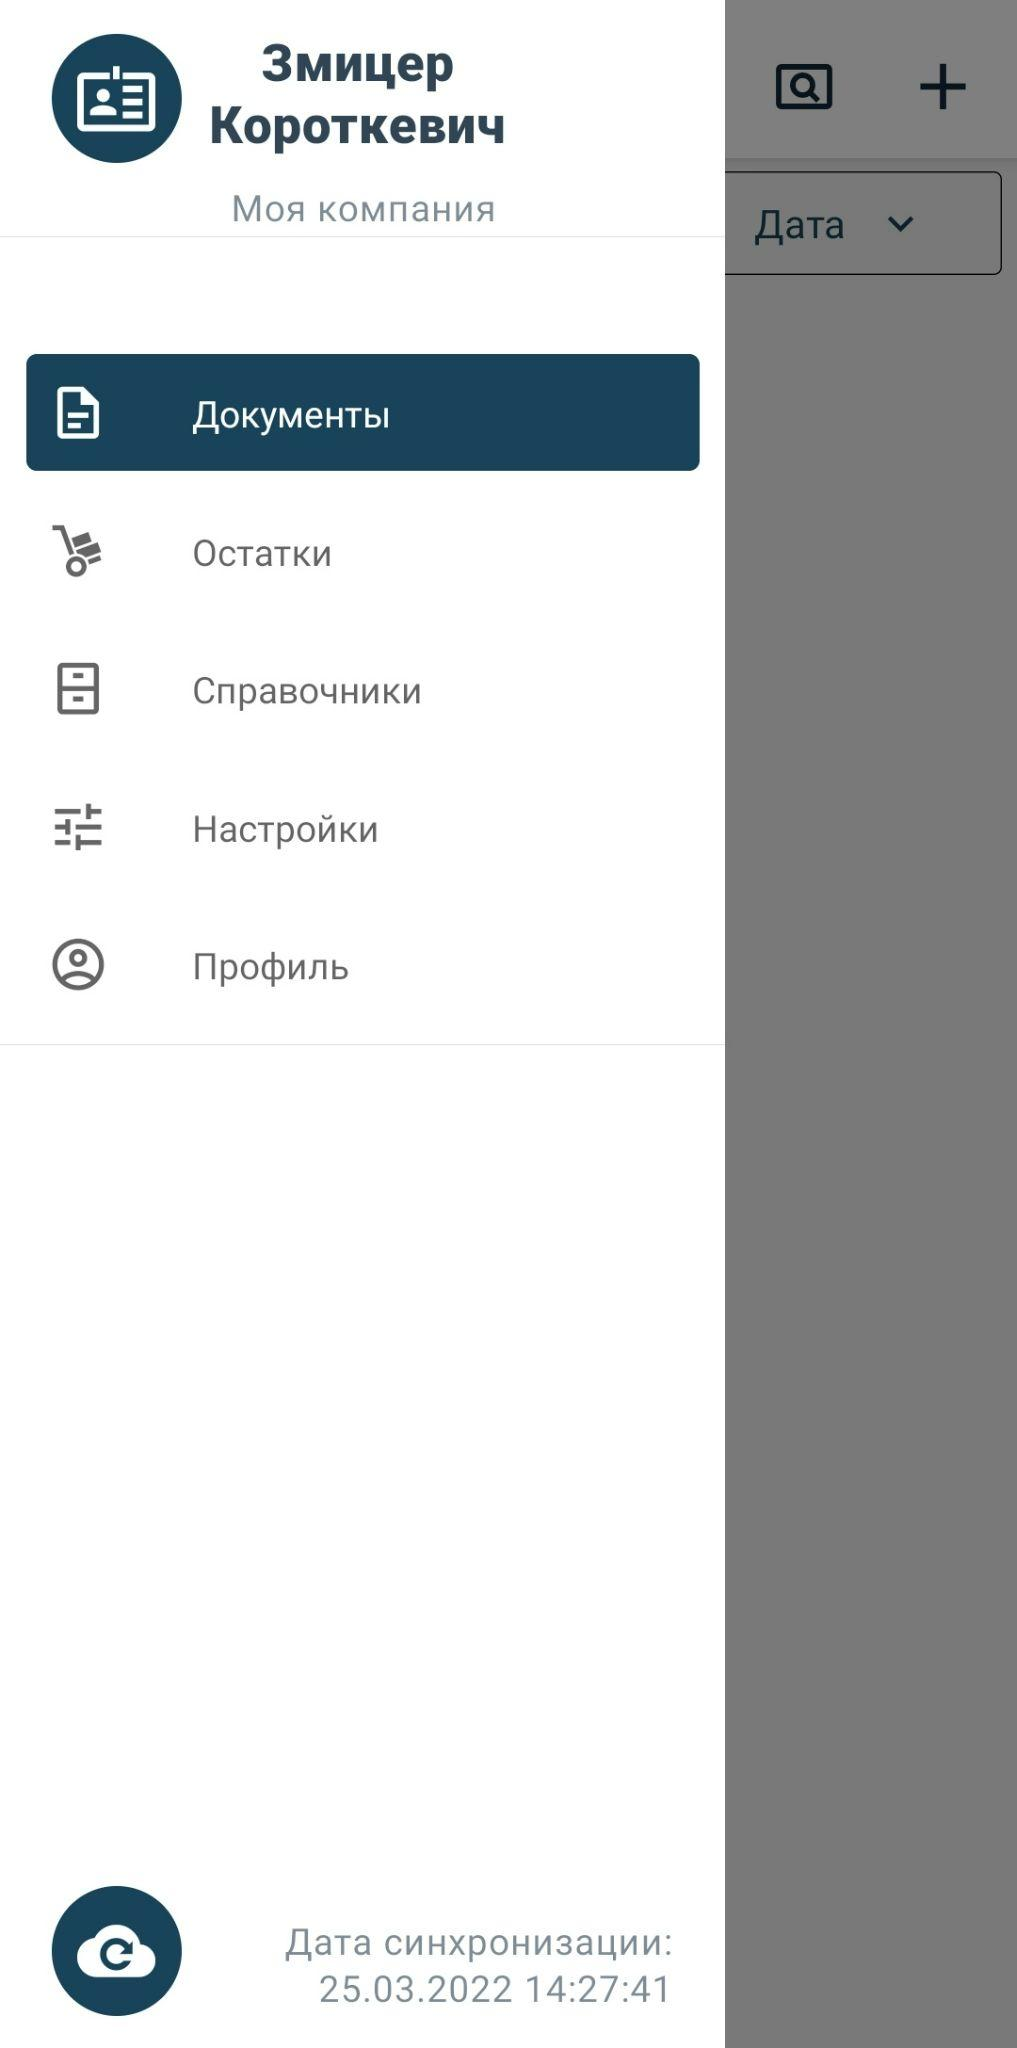 Змицер
Короткевич
Моя компания
Дата
Документы
Остатки
Справочники
Настройки
Профиль
Дата синхронизации:
25.03.2022 14:27:41